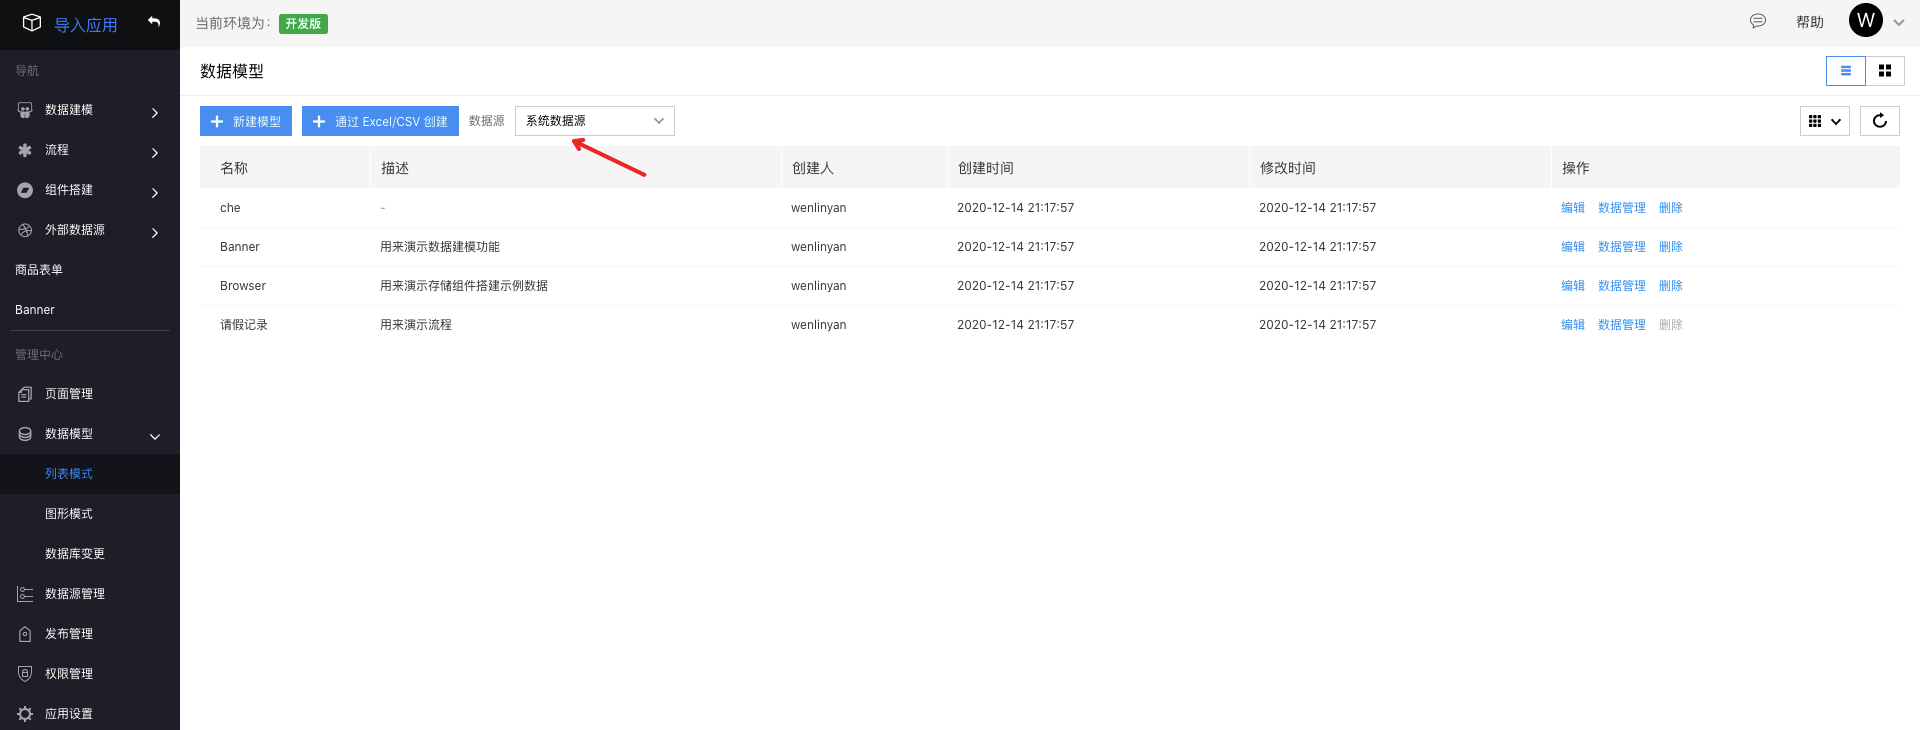 导入应用
当前环境为： 开发版
帮助 W
导航
数据建模
流程
组件搭建
外部数据源
商品表单
Banner
管理中心
页面管理
数据模型
列表模式
图形模式
数据库变更
数据源管理
发布管理
权限管理
应用设置
数据模型
新建模型 通过 Excel/CSV 创建 数据源 系统数据源
名称 描述 创建人 创建时间 修改时间 操作
che - wenlinyan 2020-12-14 21:17:57 2020-12-14 21:17:57 编辑 数据管理 删除
Banner 用来演示数据建模功能 wenlinyan 2020-12-14 21:17:57 2020-12-14 21:17:57 编辑 数据管理 删除
Browser 用来演示存储组件搭建示例数据 wenlinyan 2020-12-14 21:17:57 2020-12-14 21:17:57 编辑 数据管理 删除
请假记录 用来演示流程 wenlinyan 2020-12-14 21:17:57 2020-12-14 21:17:57 编辑 数据管理 删除